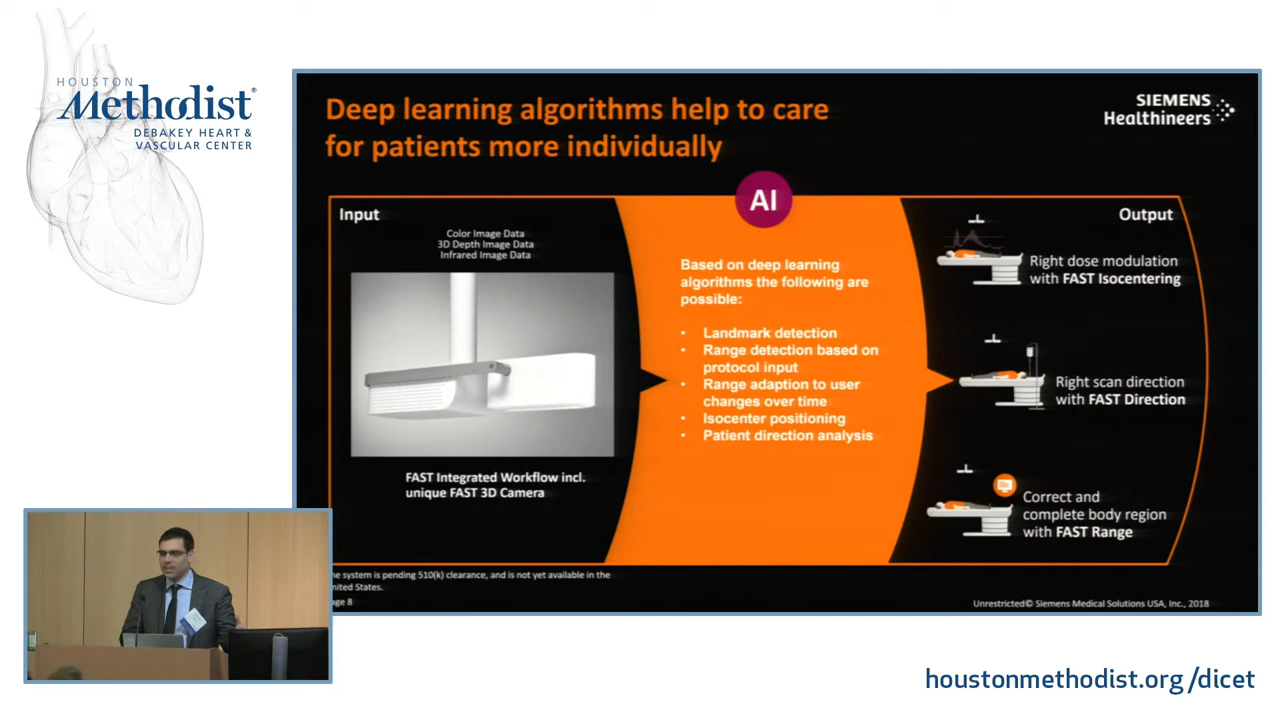 HOUSTON
Methodist®
DEBAKEY HEART &
VASCULAR CENTER
Deep learning algorithms help to care
for patients more individually
SIEMENS
Healthineers
AI
Input
Output
Color Image Data
3D Depth Image Data
Infrared Image Data
FAST Integrated Workflow incl.
unique FAST 3D Camera
Based on deep learning
algorithms the following are
possible:
• Landmark detection
• Range detection based on
protocol input
• Range adaption to user
changes over time
• Isocenter positioning
• Patient direction analysis
Right dose modulation
with FAST Isocentering
Right scan direction
with FAST Direction
Correct and
complete body region
with FAST Range
he system is pending 510(k) clearance, and is not yet available in the
nited States.
age 8
Unrestricted© Siemens Medical Solutions USA, Inc., 2018
houstonmethodist.org/dicet